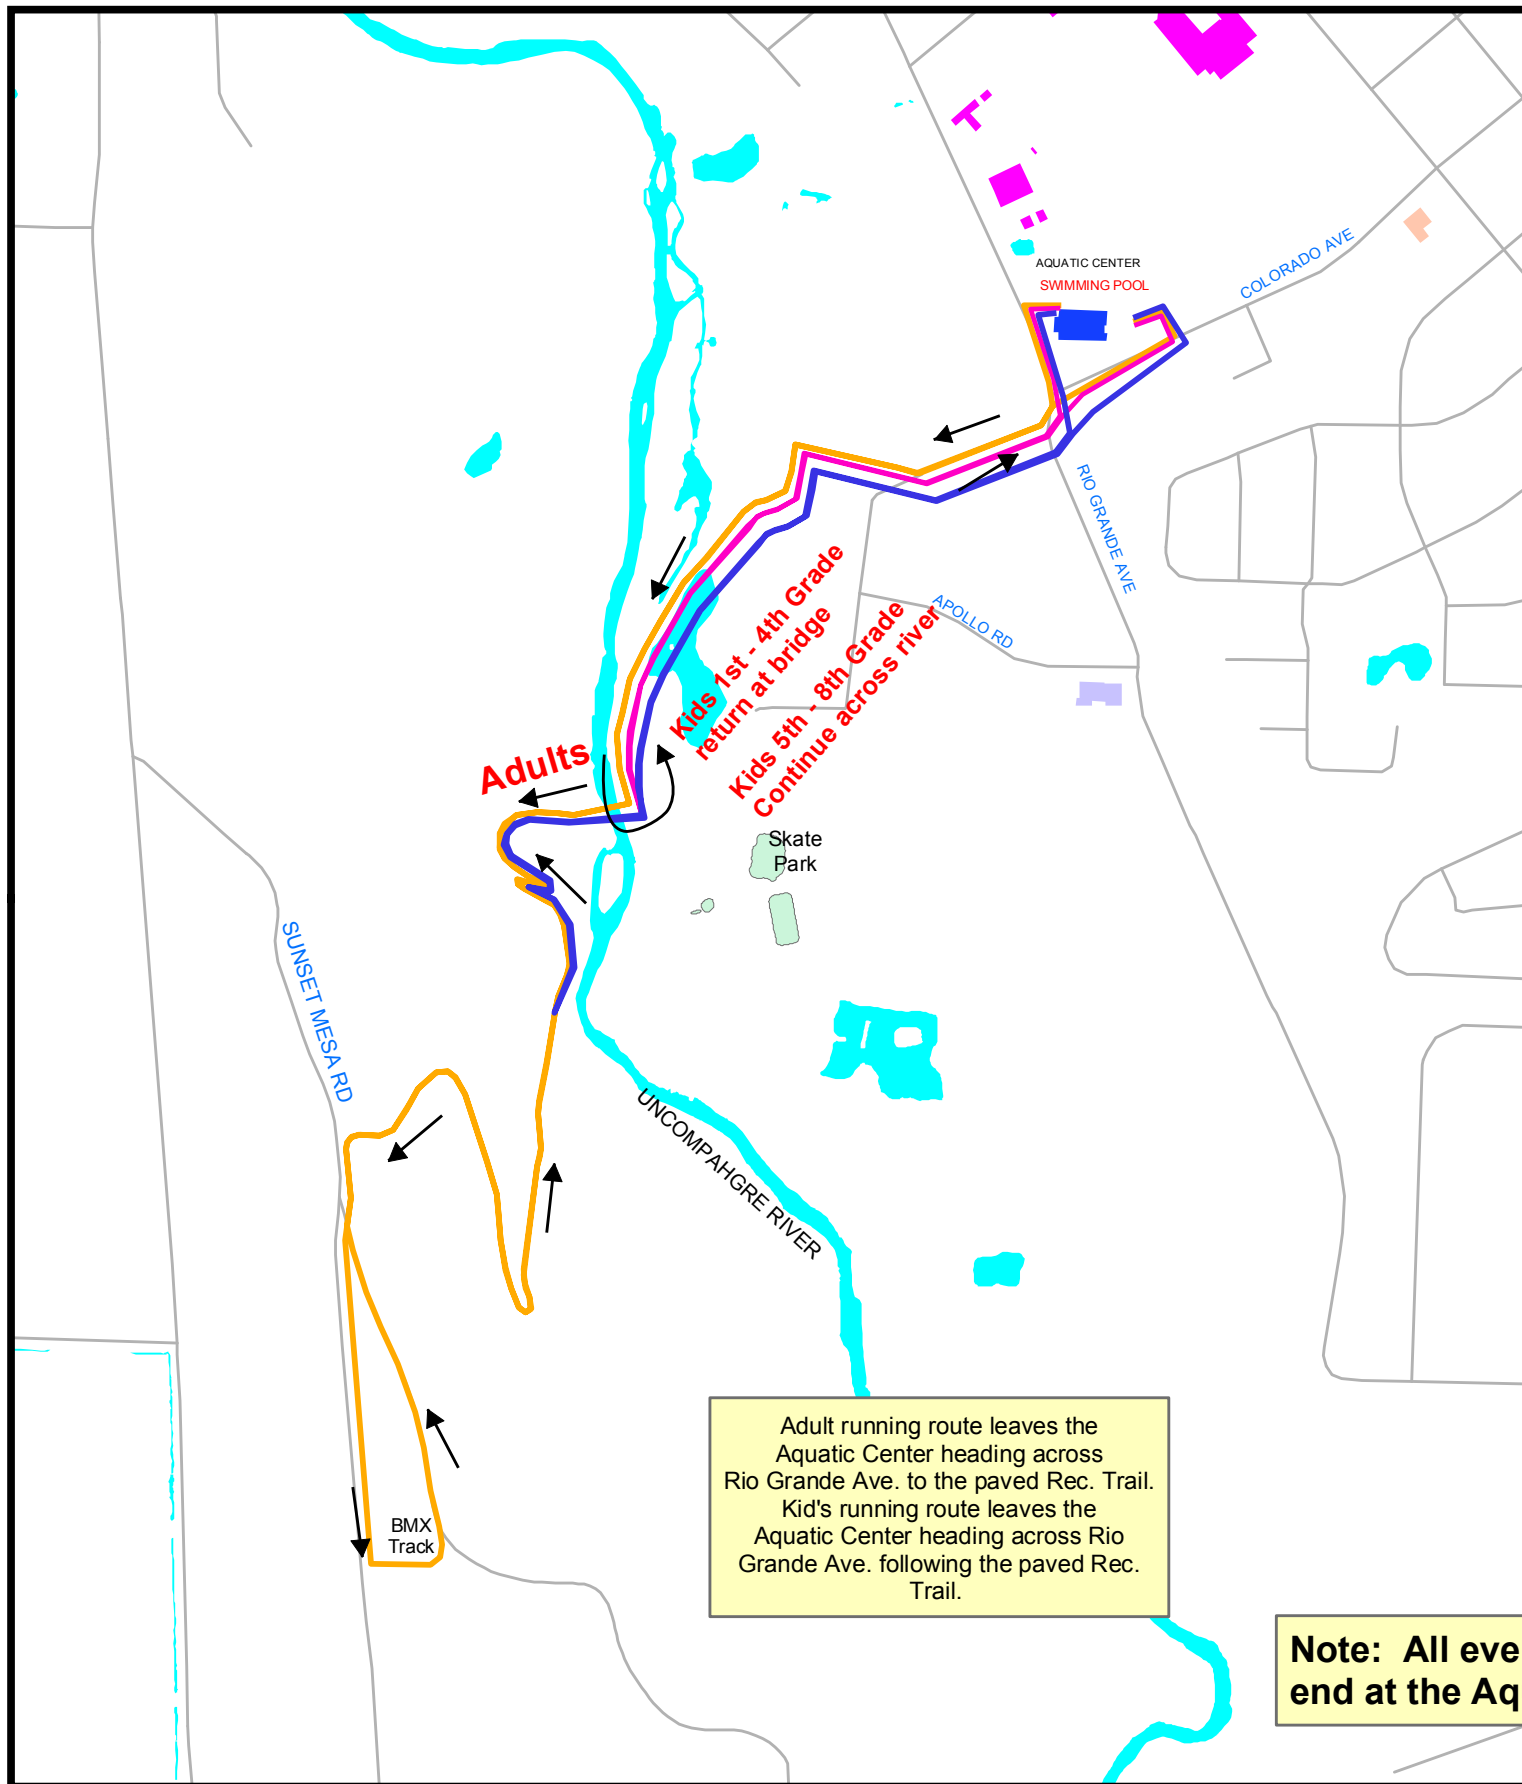 AQUATIC CENTER
SWIMMING POOL
COLORADO AVE
RIO GRANDE AVE
APOLLO RD
Kids 1st - 4th Grade
return at bridge
Kids 5th - 8th Grade
Continue across river
Adults
Skate
Park
SUNSET MESA RD
UNCOMPAHGRE RIVER
Adult running route leaves the
Aquatic Center heading across
Rio Grande Ave. to the paved Rec. Trail.
Kid's running route leaves the
Aquatic Center heading across Rio
Grande Ave. following the paved Rec.
Trail.
BMX
Track
Note: All eve
end at the Aq